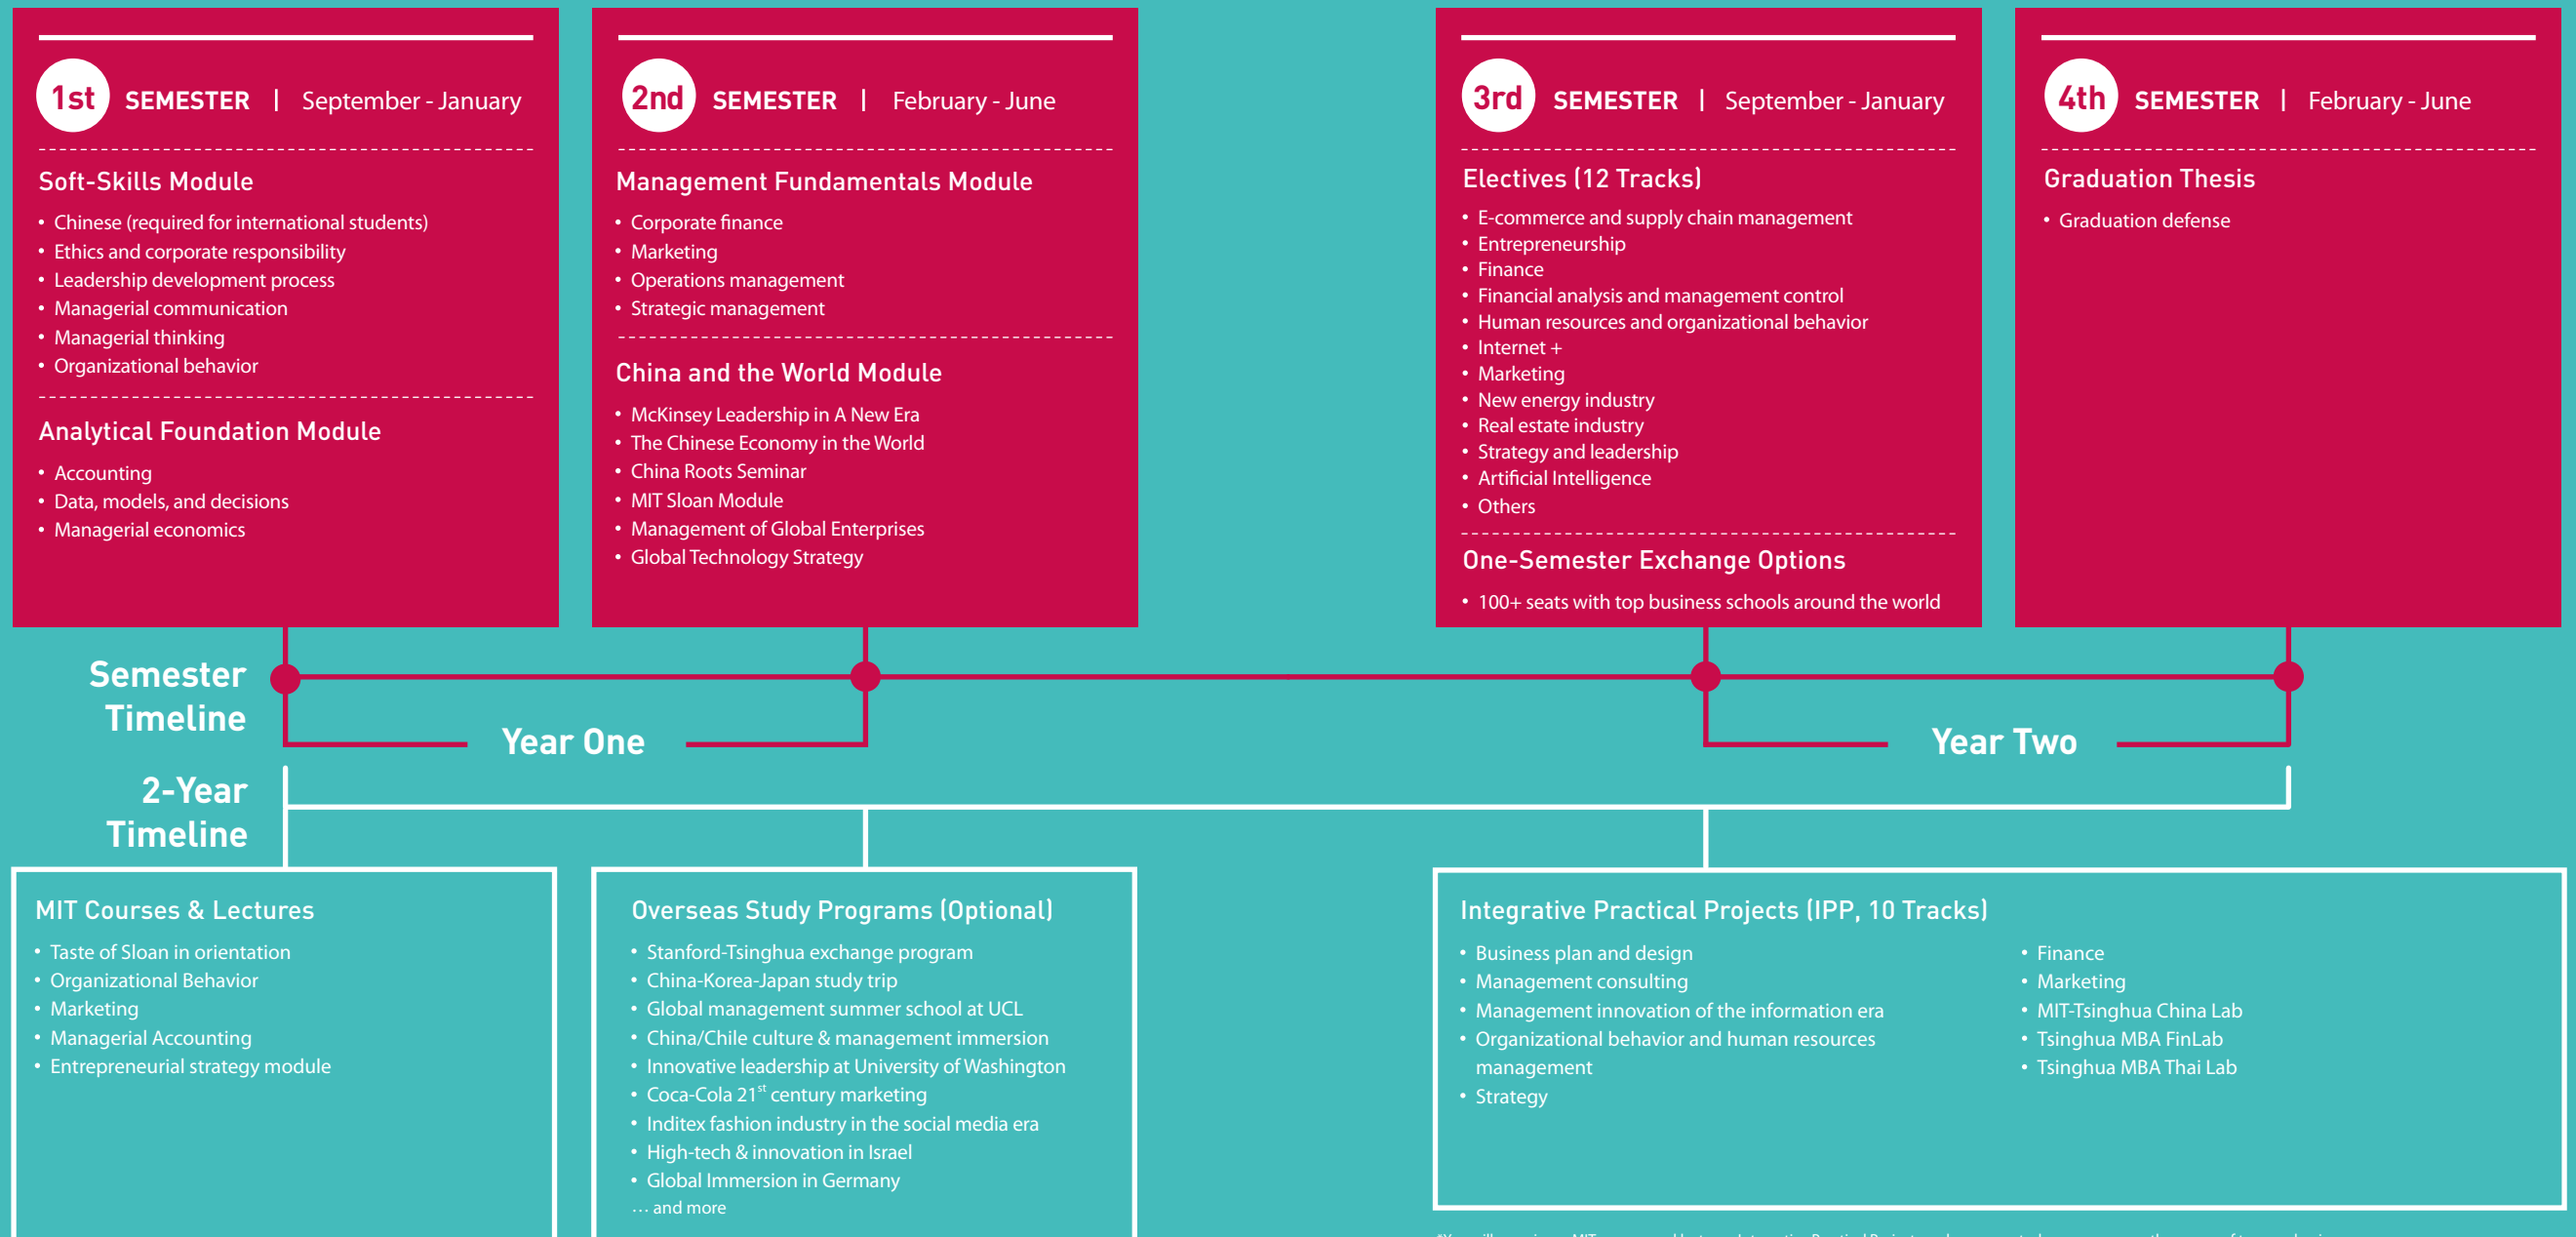 1st SEMESTER | September - January
Soft-Skills Module
• Chinese (required for international students)
• Ethics and corporate responsibility
• Leadership development process
• Managerial communication
• Managerial thinking
• Organizational behavior
Analytical Foundation Module
• Accounting
• Data, models, and decisions
• Managerial economics
2nd SEMESTER | February - June
Management Fundamentals Module
• Corporate finance
• Marketing
• Operations management
• Strategic management
China and the World Module
• McKinsey Leadership in A New Era
• The Chinese Economy in the World
• China Roots Seminar
• MIT Sloan Module
• Management of Global Enterprises
• Global Technology Strategy
3rd SEMESTER | September - January
Electives (12 Tracks)
• E-commerce and supply chain management
• Entrepreneurship
• Finance
• Financial analysis and management control
• Human resources and organizational behavior
• Internet +
• Marketing
• New energy industry
• Real estate industry
• Strategy and leadership
• Artificial Intelligence
• Others
One-Semester Exchange Options
• 100+ seats with top business schools around the world
4th SEMESTER | February - June
Graduation Thesis
• Graduation defense
Semester
Timeline
Year One
Year Two
2-Year
Timeline
MIT Courses & Lectures
• Taste of Sloan in orientation
• Organizational Behavior
• Marketing
• Managerial Accounting
• Entrepreneurial strategy module
Overseas Study Programs (Optional)
• Stanford-Tsinghua exchange program
• China-Korea-Japan study trip
• Global management summer school at UCL
• China/Chile culture & management immersion
• Innovative leadership at University of Washington
• Coca-Cola 21st century marketing
• Inditex fashion industry in the social media era
• High-tech & innovation in Israel
• Global Immersion in Germany
… and more
Integrative Practical Projects (IPP, 10 Tracks)
• Business plan and design
• Management consulting
• Management innovation of the information era
• Organizational behavior and human resources
management
• Strategy
• Finance
• Marketing
• MIT-Tsinghua China Lab
• Tsinghua MBA FinLab
• Tsinghua MBA Thai Lab